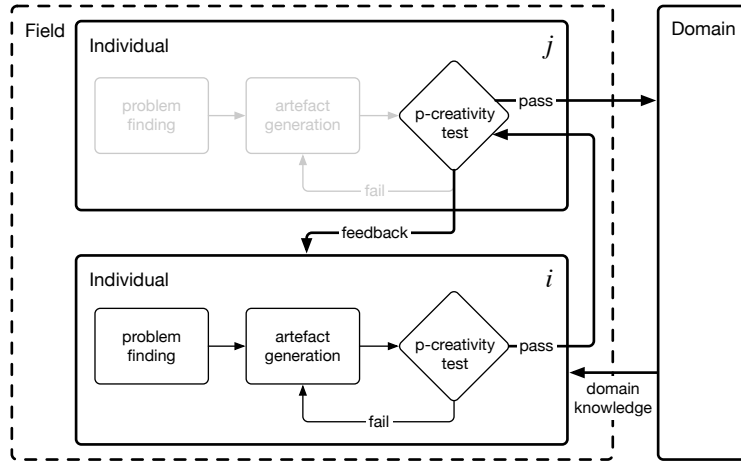 Field
Individual
j
Domain
problem
finding
artefact
generation
p-creativity
test
pass
fail
feedback
Individual
i
problem
finding
artefact
generation
p-creativity
test
pass
fail
domain
knowledge